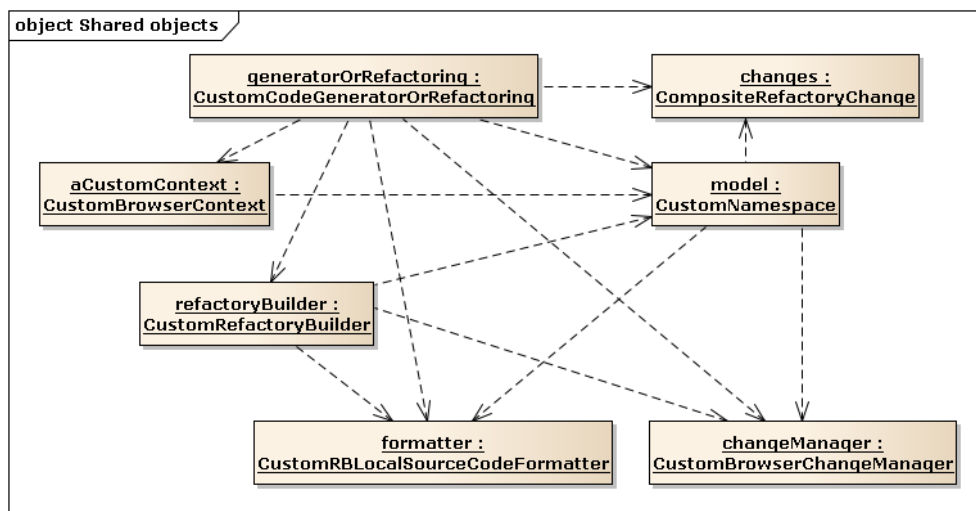 object Shared objects
generatorOrRefactoring :
CustomCodeGeneratorOrRefactoring
changes :
CompositeRefactoryChange
aCustomContext :
CustomBrowserContext
model :
CustomNamespace
refactoryBuilder :
CustomRefactoryBuilder
formatter :
CustomRBLocalSourceCodeFormatter
changeManager :
CustomBrowserChangeManager